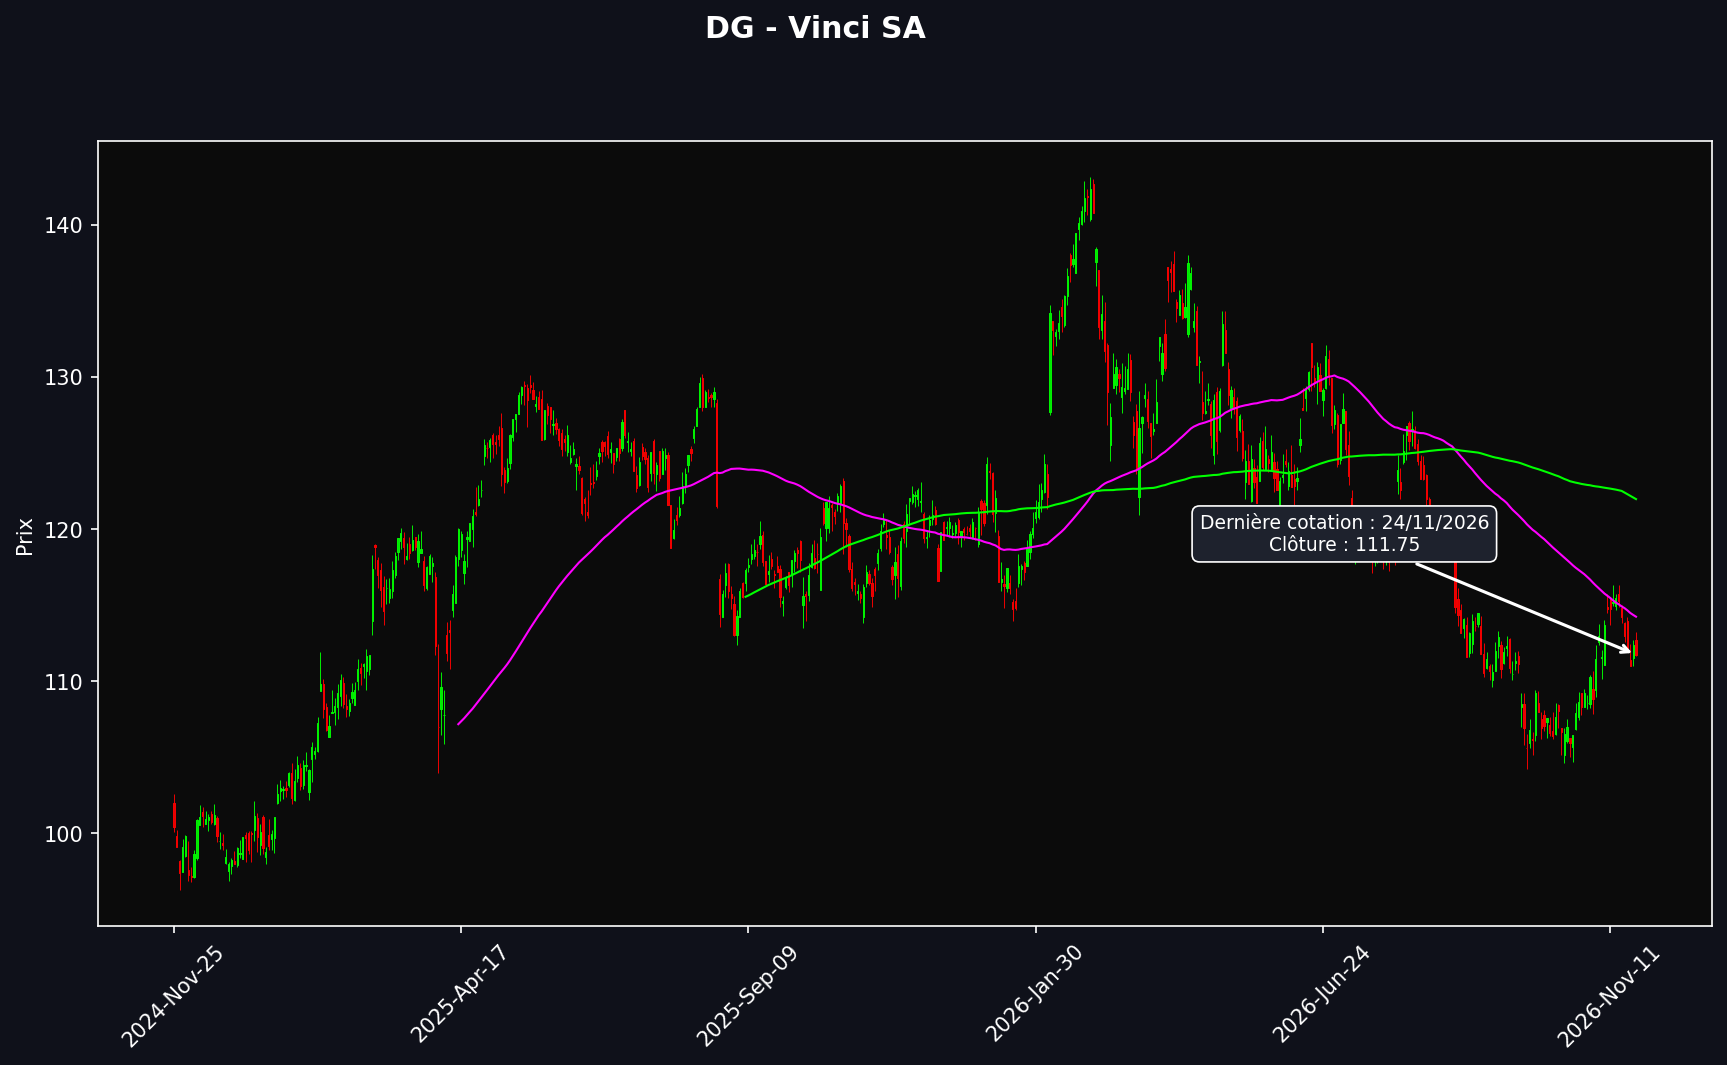 DG - Vinci SA
Prix
140
130
120
110
100
Dernière cotation : 24/11/2026
Clôture : 111.75
2024-Nov-25
2025-Apr-17
2025-Sep-09
2026-Jan-30
2026-Jun-24
2026-Nov-11